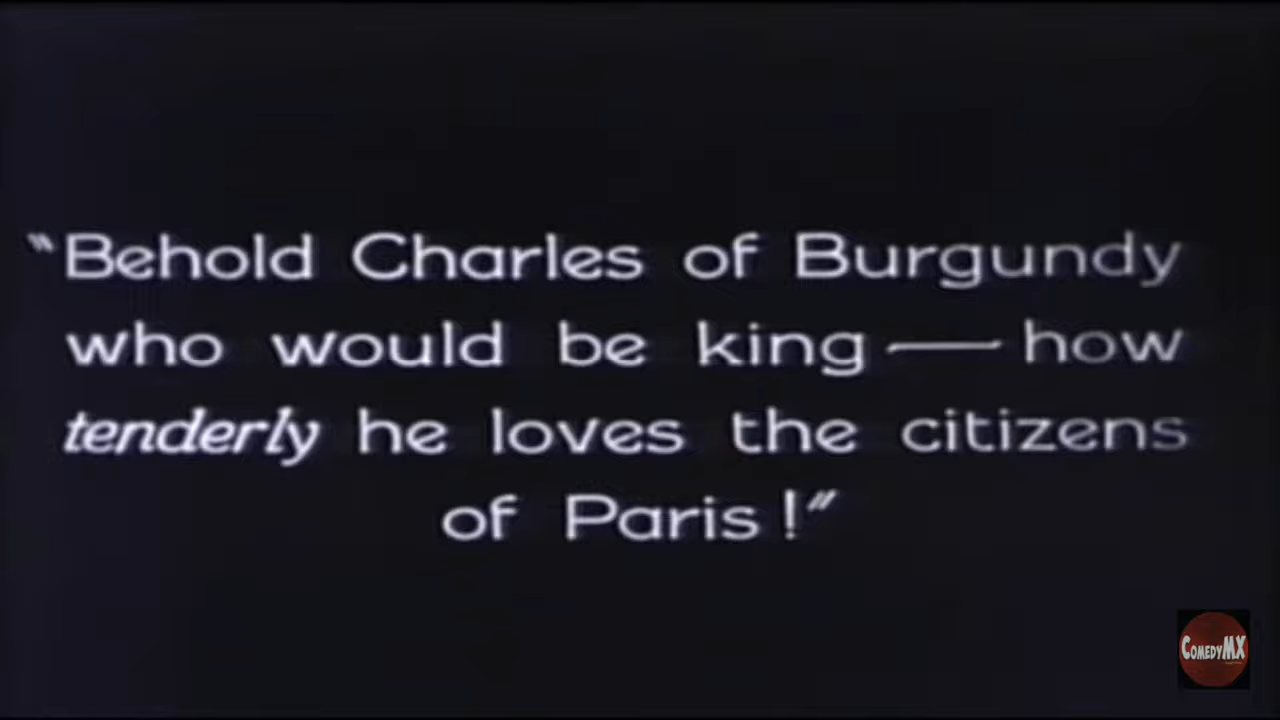 "Behold Charles of Burgundy
who would be king — how
tenderly he loves the citizens
of Paris!"
COMEDYMX